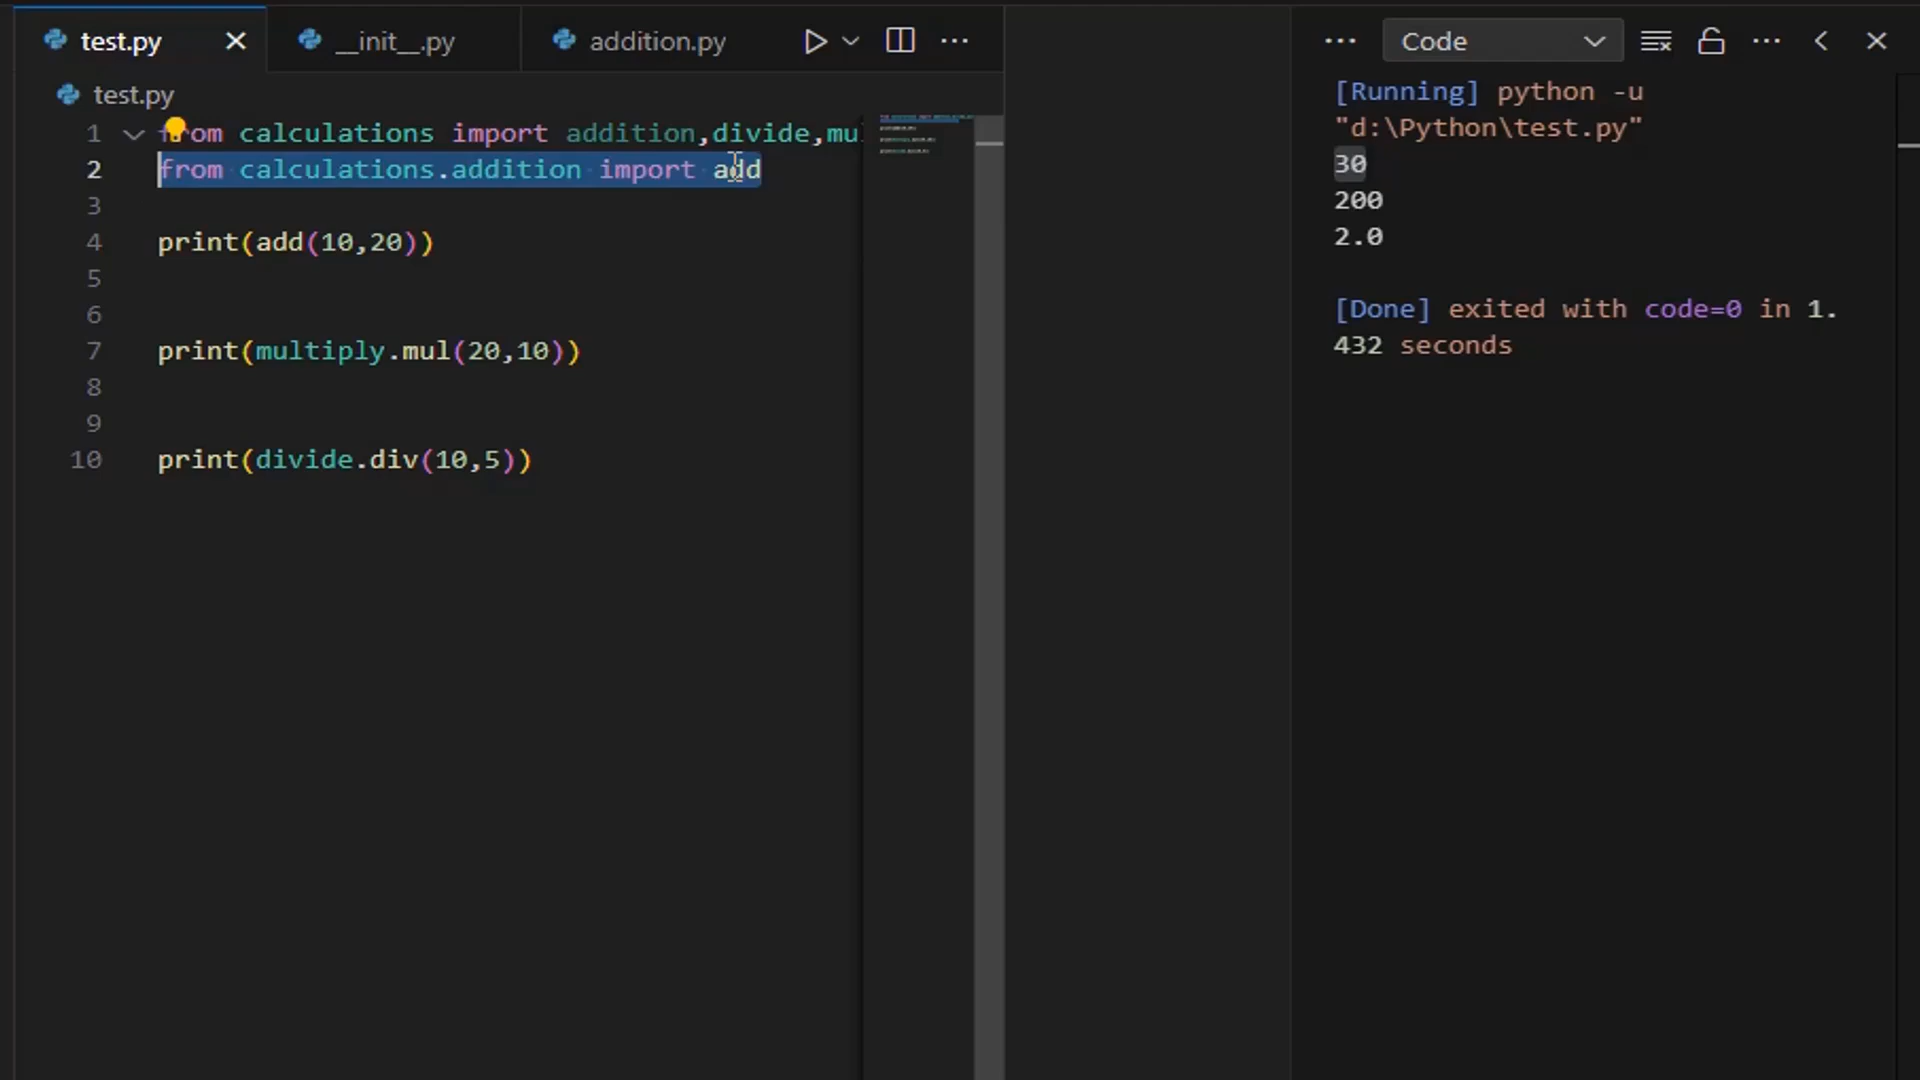 test.py
__init__.py
addition.py
test.py
1 from calculations import addition,divide,mul
2 from calculations.addition import add
3
4 print(add(10,20))
5
6
7 print(multiply.mul(20,10))
8
9
10 print(divide.div(10,5))
Code
[Running] python -u
"d:\Python\test.py"
30
200
2.0
[Done] exited with code=0 in 1.
432 seconds